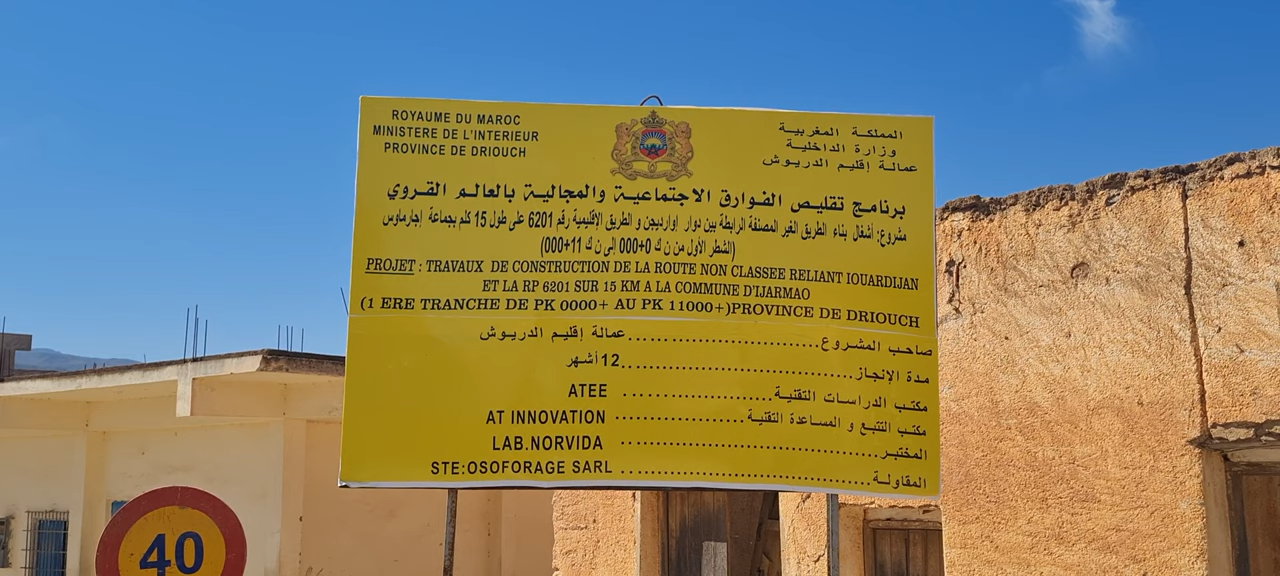 ROYAUME DU MAROC
MINISTERE DE L'INTERIEUR
PROVINCE DE DRIOUCH
المملكة المغربية
وزارة الداخلية
عمالة إقليم الدريوش
برنامج تقليص الفوارق الاجتماعية والمجالية بالعالم القروي
مشروع: أشغال بناء الطريق الغير المصنفة الرابطة بين دوار إوارديجن و الطريق الإقليمية رقم 6201 على طول 15 كلم بجماعة إجارماوس
(الشطر الأول من ن ك 0+000 إلى ن ك 11+000)
PROJET : TRAVAUX DE CONSTRUCTION DE LA ROUTE NON CLASSEE RELIANT IOUARDIJAN
ET LA RP 6201 SUR 15 KM A LA COMMUNE D'IJARMAO
(1 ERE TRANCHE DE PK 0000+ AU PK 11000+)PROVINCE DE DRIOUCH
صاحب المشروع..............................عمالة إقليم الدريوش
مدة الإنجاز....................................12 أشهر
مكتب الدراسات التقنية....................... ATEE
مكتب التتبع و المساعدة التقنية.................... AT INNOVATION
المختبر........................................ LAB.NORVIDA
المقاولة........................................ STE:OSOFORAGE SARL
40